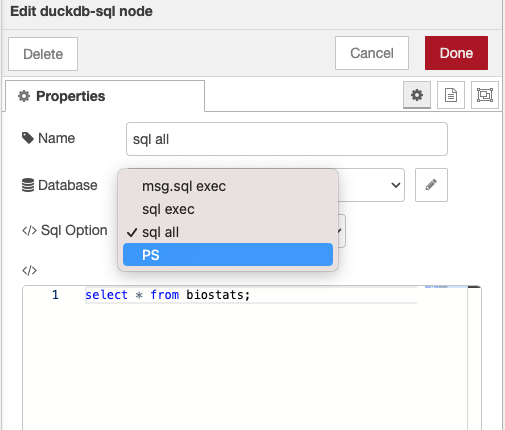 Edit duckdb-sql node
Delete
Cancel
Done
Properties
Name
sql all
Database
</> Sql Option
msg.sql exec
sql exec
✓ sql all
PS
</>
1 select * from biostats;